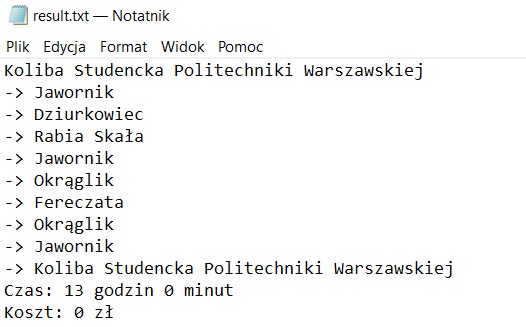 result.txt — Notatnik
Plik Edycja Format Widok Pomoc
Koliba Studencka Politechniki Warszawskiej
-> Jawornik
-> Dziurkowiec
-> Rabia Skała
-> Jawornik
-> Okrąglik
-> Fereczata
-> Okrąglik
-> Jawornik
-> Koliba Studencka Politechniki Warszawskiej
Czas: 13 godzin 0 minut
Koszt: 0 zł